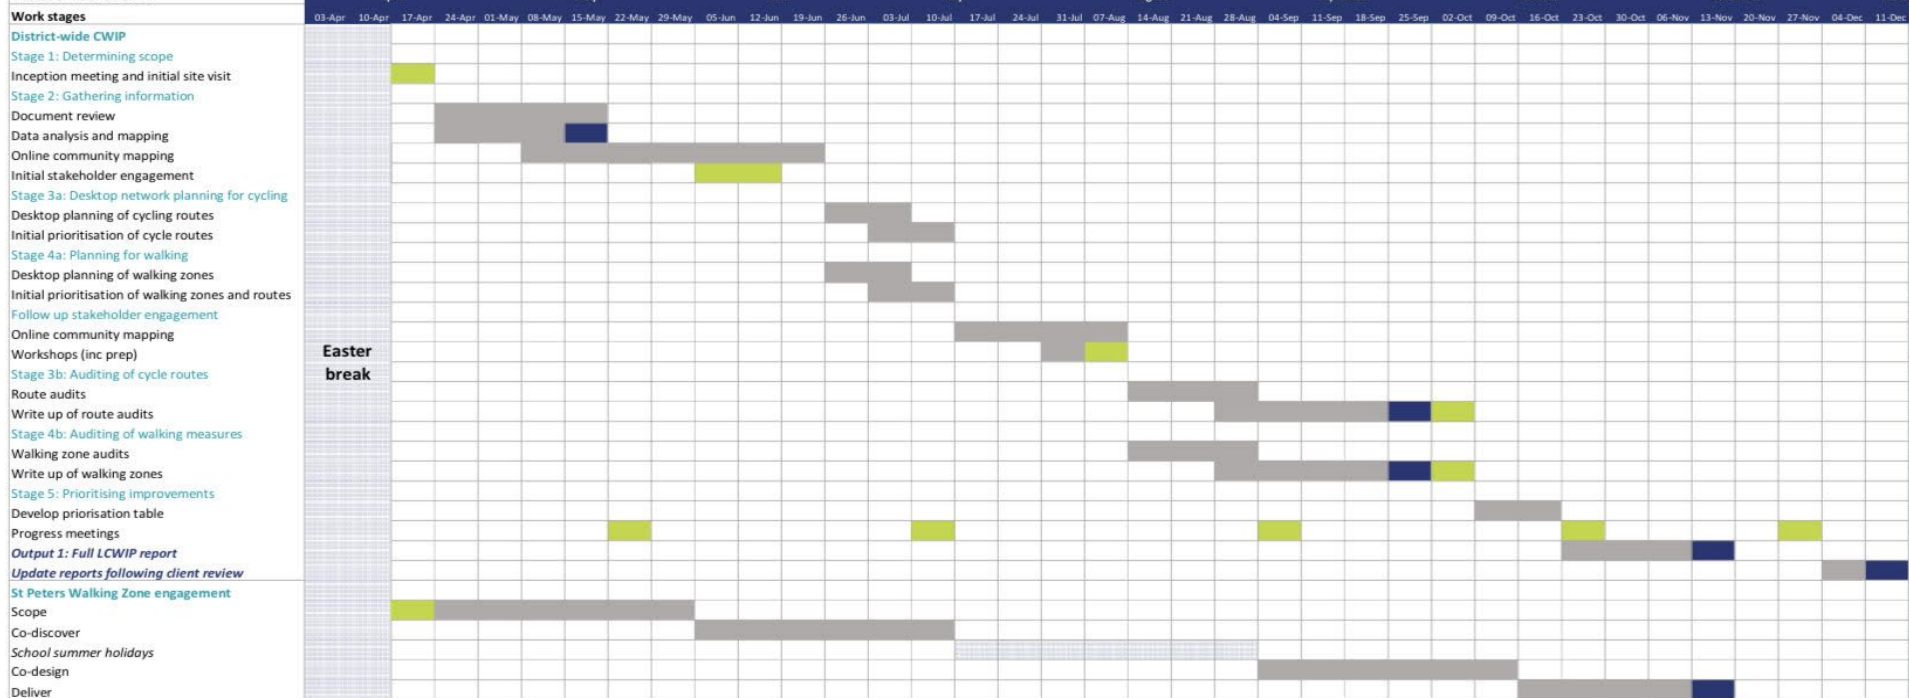 Work stages 03-Apr 10-Apr 17-Apr 24-Apr 01-May 08-May 15-May 22-May 29-May 05-Jun 12-Jun 19-Jun 26-Jun 03-Jul 10-Jul 17-Jul 24-Jul 31-Jul 07-Aug 14-Aug 21-Aug 28-Aug 04-Sep 11-Sep 18-Sep 25-Sep 02-Oct 09-Oct 16-Oct 23-Oct 30-Oct 06-Nov 13-Nov 20-Nov 27-Nov 04-Dec 11-Dec
District-wide CWIP
Stage 1: Determining scope
Inception meeting and initial site visit
Stage 2: Gathering information
Document review
Data analysis and mapping
Online community mapping
Initial stakeholder engagement
Stage 3a: Desktop network planning for cycling
Desktop planning of cycling routes
Initial prioritisation of cycle routes
Stage 4a: Planning for walking
Desktop planning of walking zones
Initial prioritisation of walking zones and routes
Follow up stakeholder engagement
Online community mapping
Workshops (inc prep)
Easter
break
Stage 3b: Auditing of cycle routes
Route audits
Write up of route audits
Stage 4b: Auditing of walking measures
Walking zone audits
Write up of walking zones
Stage 5: Prioritising improvements
Develop priorisation table
Progress meetings
Output 1: Full LCWIP report
Update reports following client review
St Peters Walking Zone engagement
Scope
Co-discover
School summer holidays
Co-design
Deliver